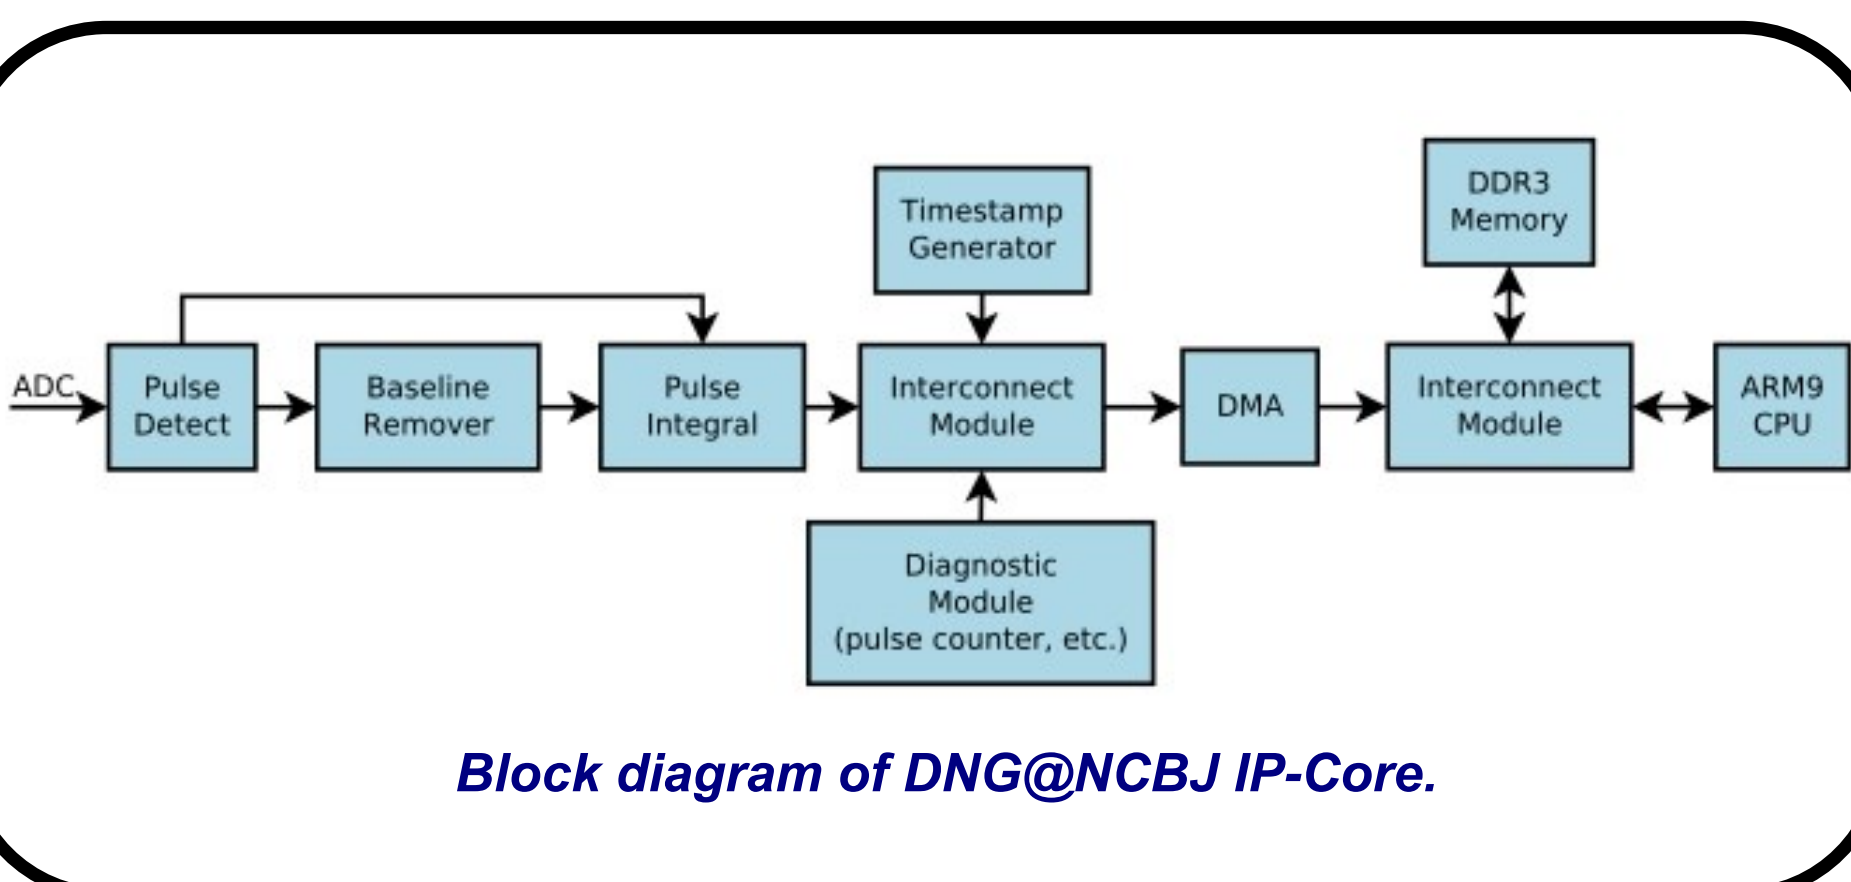 Timestamp
Generator
DDR3
Memory
ADC
Pulse
Detect
Baseline
Remover
Pulse
Integral
Interconnect
Module
DMA
Interconnect
Module
ARM9
CPU
Diagnostic
Module
(pulse counter, etc.)
Block diagram of DNG@NCBJ IP-Core.